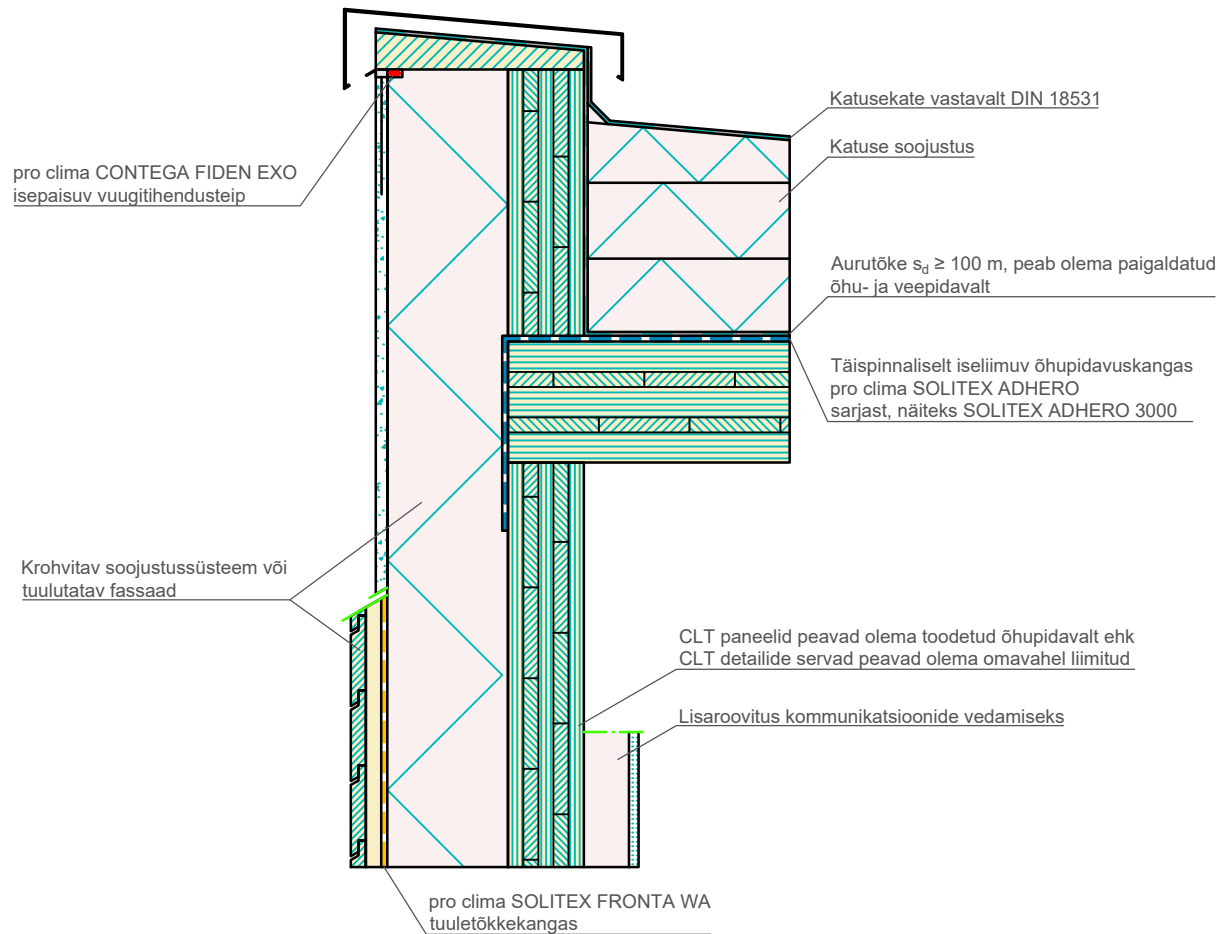 Katusekate vastavalt DIN 18531
Katuse soojustus
pro clima CONTEGA FIDEN EXO
isepaisuv vuugitihendusteip
Aurutõke sd ≥ 100 m, peab olema paigaldatud
õhu- ja veepidavalt
Täispinnaliselt iseliimuv õhupidavuskangas
pro clima SOLITEX ADHERO
sarjast, näiteks SOLITEX ADHERO 3000
Krohvitav soojustussüsteem või
tuulutatav fassaad
CLT paneelid peavad olema toodetud õhupidavalt ehk
CLT detailide servad peavad olema omavahel liimitud
Lisaroovitus kommunikatsioonide vedamiseks
pro clima SOLITEX FRONTA WA
tuuletõkkekangas